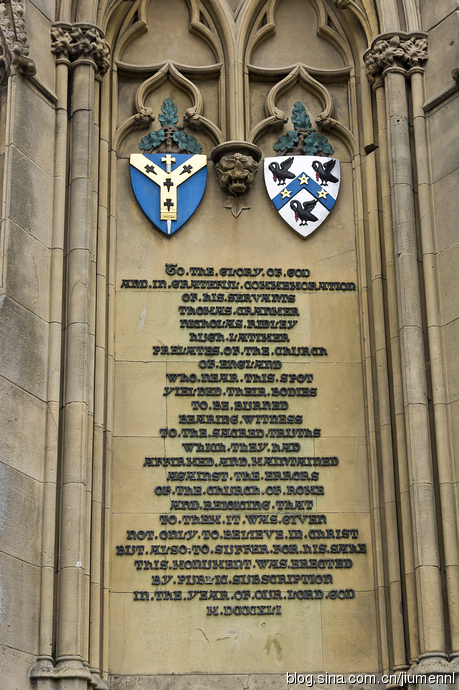 To.the.glory.of.God
and.in.grateful.commemoration
of.his.servants
Thomas.Cranmer
Nicholas.Ridley
Hugh.Latimer
Prelates.of.the.Church
of.England
who.near.this.spot
yielded.their.bodies
to.be.burned
bearing.witness
to.the.sacred.truths
which.they.had
affirmed.and.maintained
against.the.errors
of.the.Church.of.Rome
and.rejoicing.that
to.them.it.was.given
not.only.to.believe.in.Christ
but.also.to.suffer.for.his.sake
this.monument.was.erected
by.public.subscription
in.the.year.of.our.Lord.God
M.DCCCXLI
blog.sina.com.cn/jiumennl